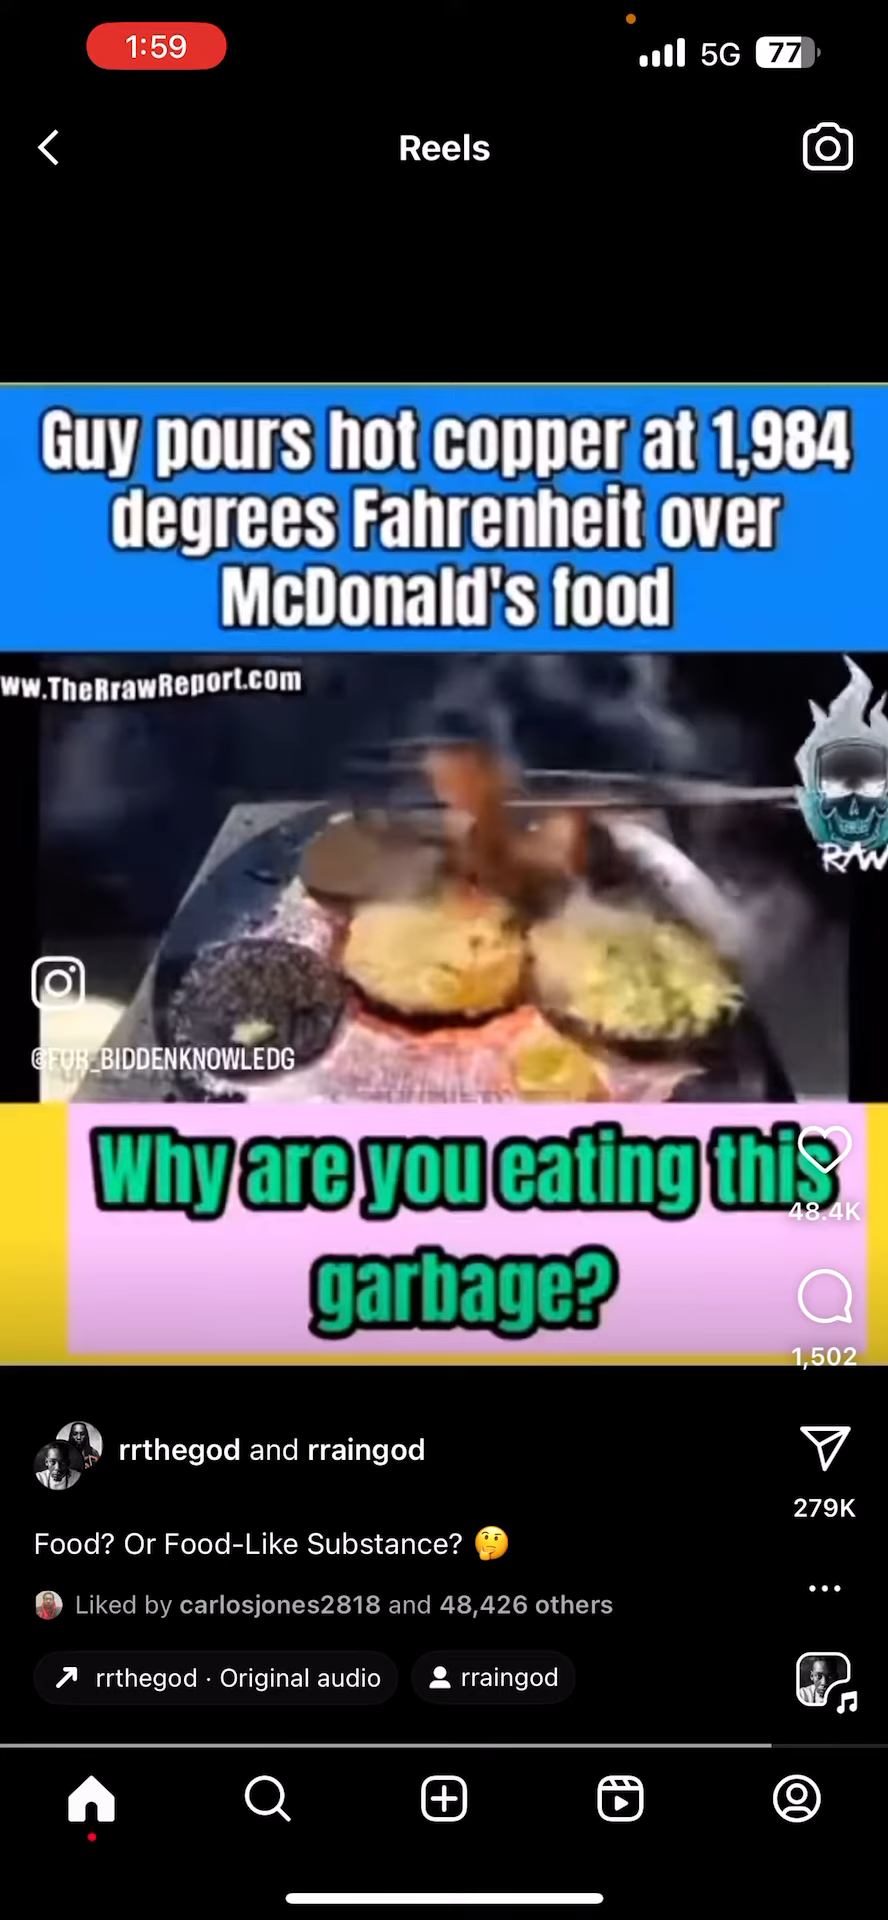 1:59
5G
77
Reels
Guy pours hot copper at 1,984
degrees Fahrenheit over
McDonald's food
ww.TheRrawReport.com
RAW
@FOR_BIDDENKNOWLEDG
Why are you eating this
garbage?
48.4K
1,502
rrthegod and rraingod
279K
Food? Or Food-Like Substance? 🤔
Liked by carlosjones2818 and 48,426 others
rrthegod · Original audio
rraingod